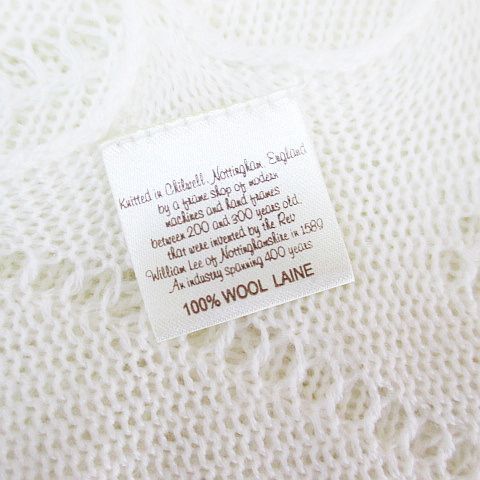 Knitted in Chilwell, Nottingham, England
by a frame shop of modern
machines and hand frames
between 200 and 300 years old.
that were invented by the Rev
William Lee of Nottinghamshire in 1589
An industry spanning 400 years.
100% WOOL LAINE